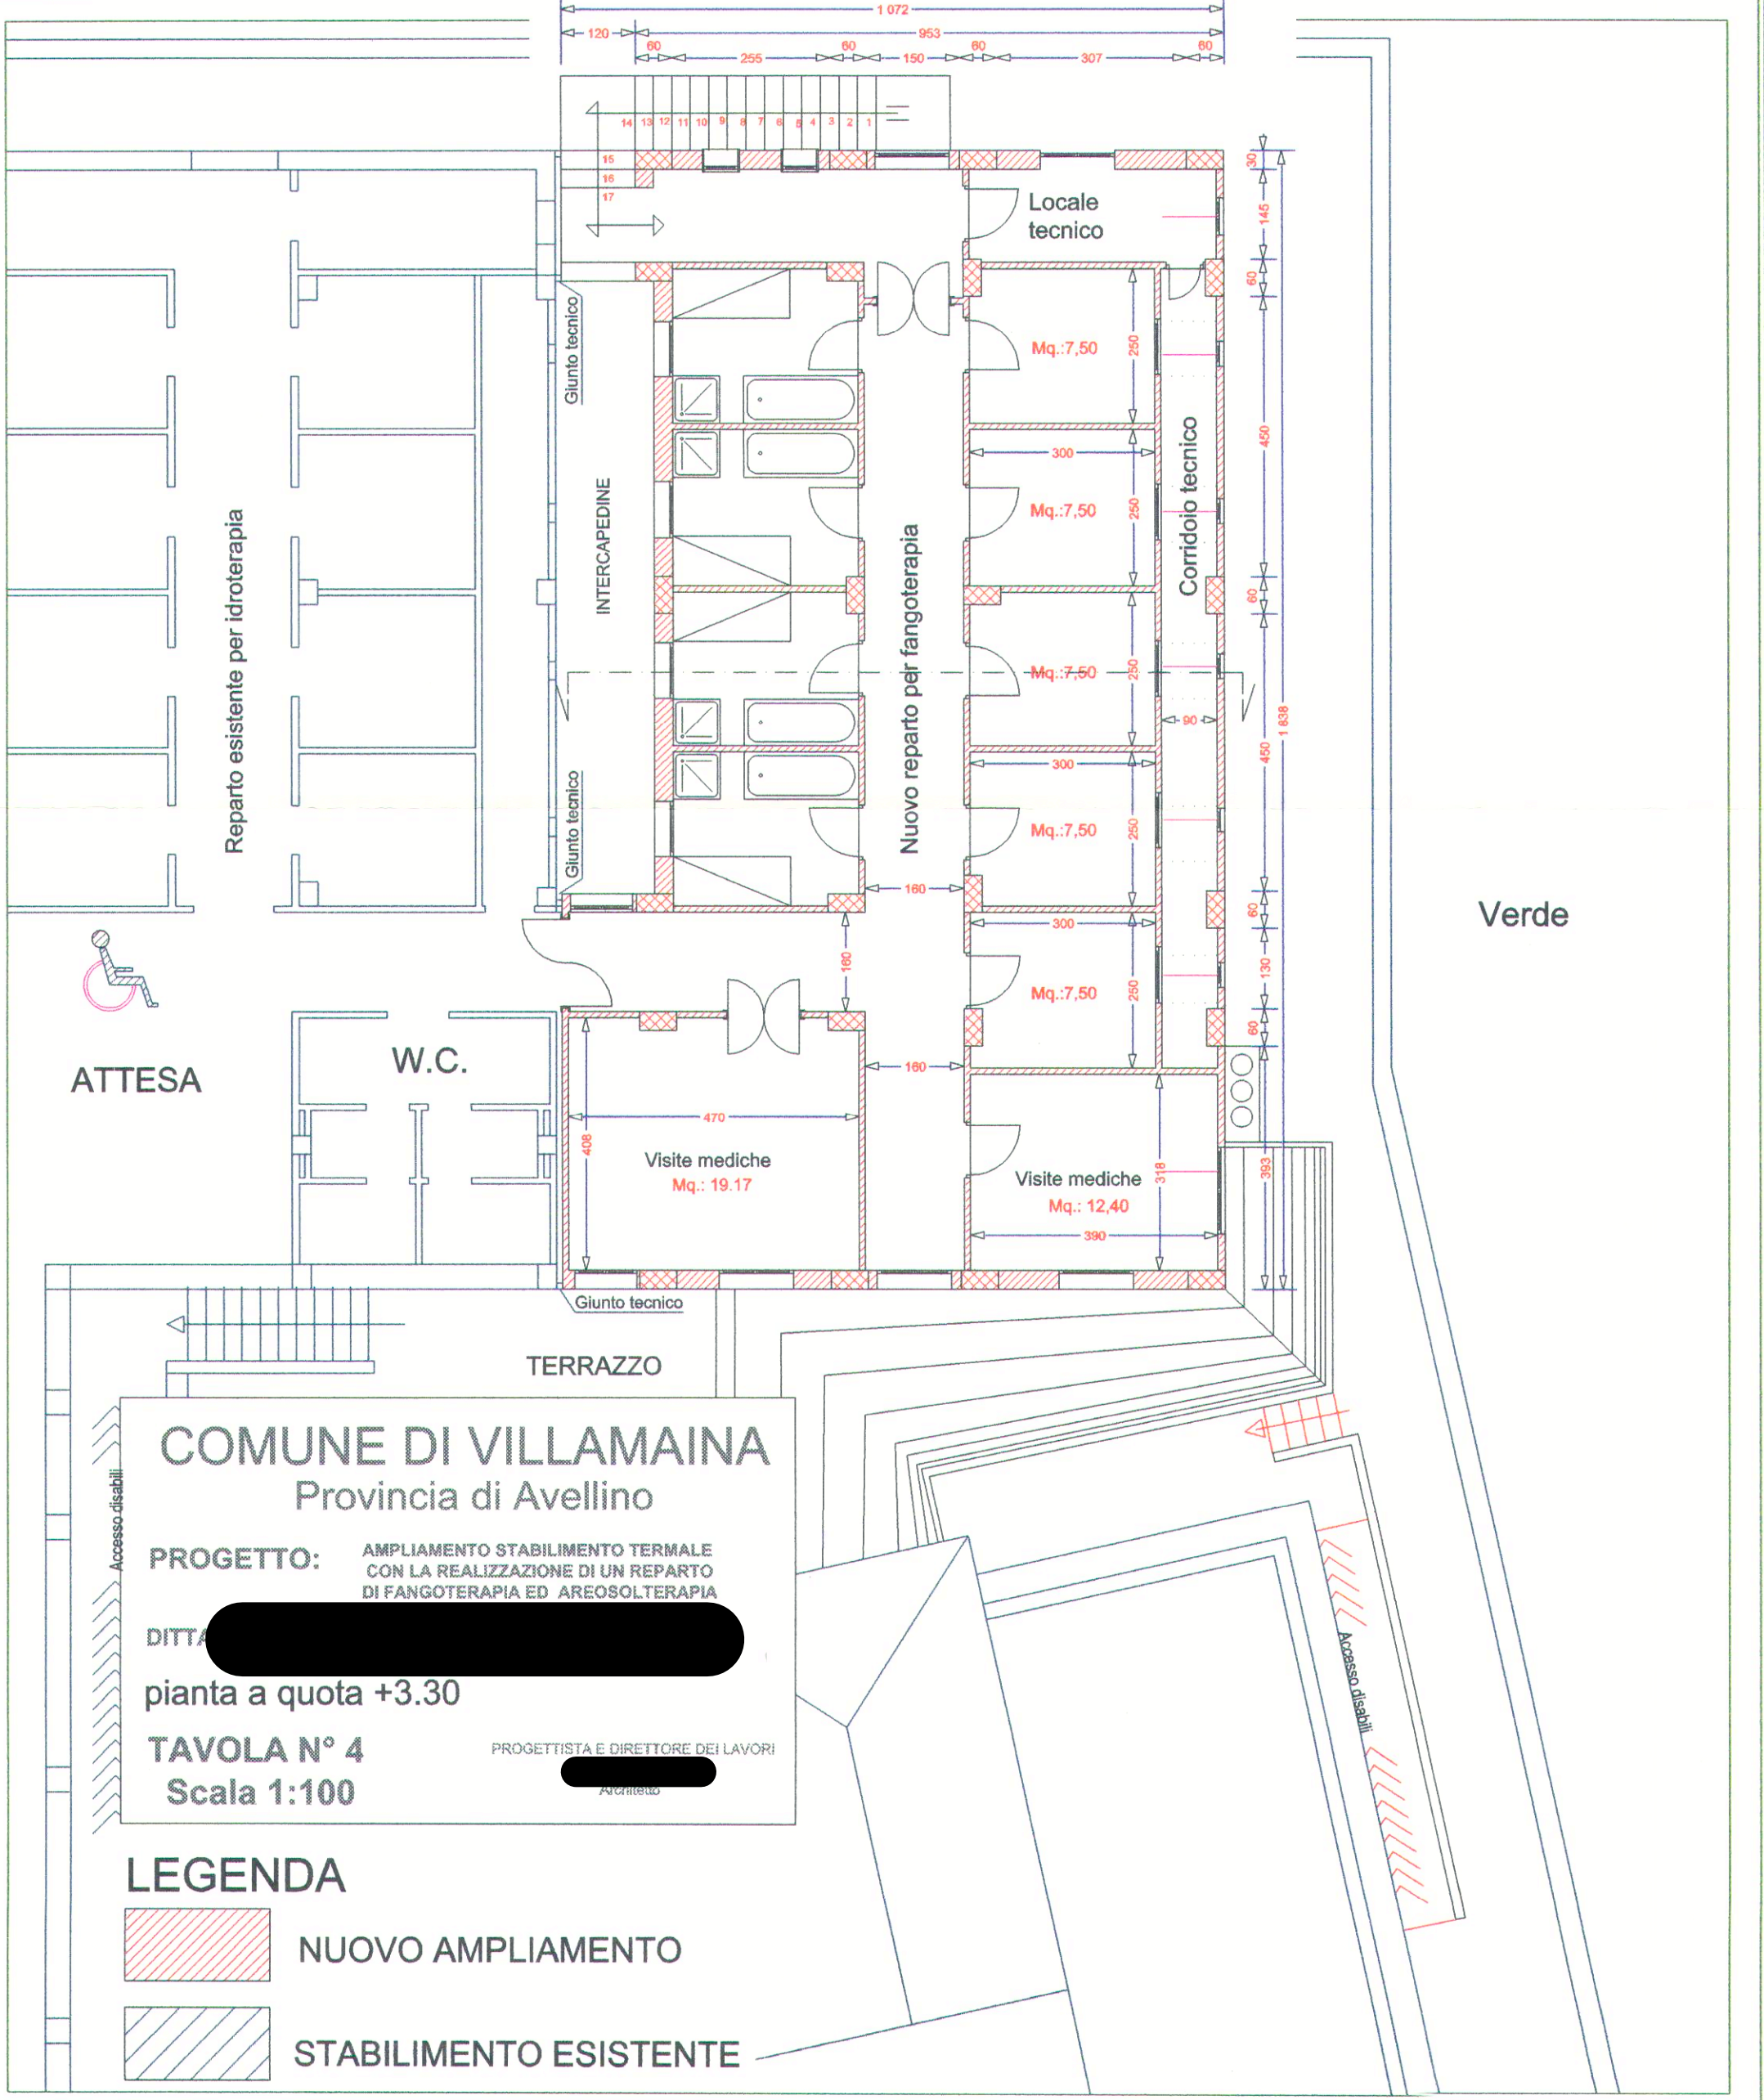 1 072
120
953
60
60
60
60
255
150
307
14 13 12 11 10 9 8 7 6 5 4 3 2 1
15
16
17
30
145
60
450
60
450
60
130
60
393
1 638
Locale
tecnico
Giunto tecnico
INTERCAPEDINE
Giunto tecnico
Reparto esistente per idroterapia
Nuovo reparto per fangoterapia
Corridoio tecnico
Mq.:7,50
250
300
Mq.:7,50
250
Mq.:7,50
250
90
300
Mq.:7,50
250
160
300
160
Mq.:7,50
250
160
Verde
ATTESA
W.C.
470
408
Visite mediche
Mq.: 19.17
Visite mediche
Mq.: 12,40
318
390
Giunto tecnico
TERRAZZO
COMUNE DI VILLAMAINA
Provincia di Avellino
PROGETTO:
AMPLIAMENTO STABILIMENTO TERMALE
CON LA REALIZZAZIONE DI UN REPARTO
DI FANGOTERAPIA ED AREOSOLTERAPIA
DITTA
pianta a quota +3.30
TAVOLA N° 4
Scala 1:100
PROGETTISTA E DIRETTORE DEI LAVORI
Architetto
Accesso disabili
Accesso disabili
LEGENDA
NUOVO AMPLIAMENTO
STABILIMENTO ESISTENTE